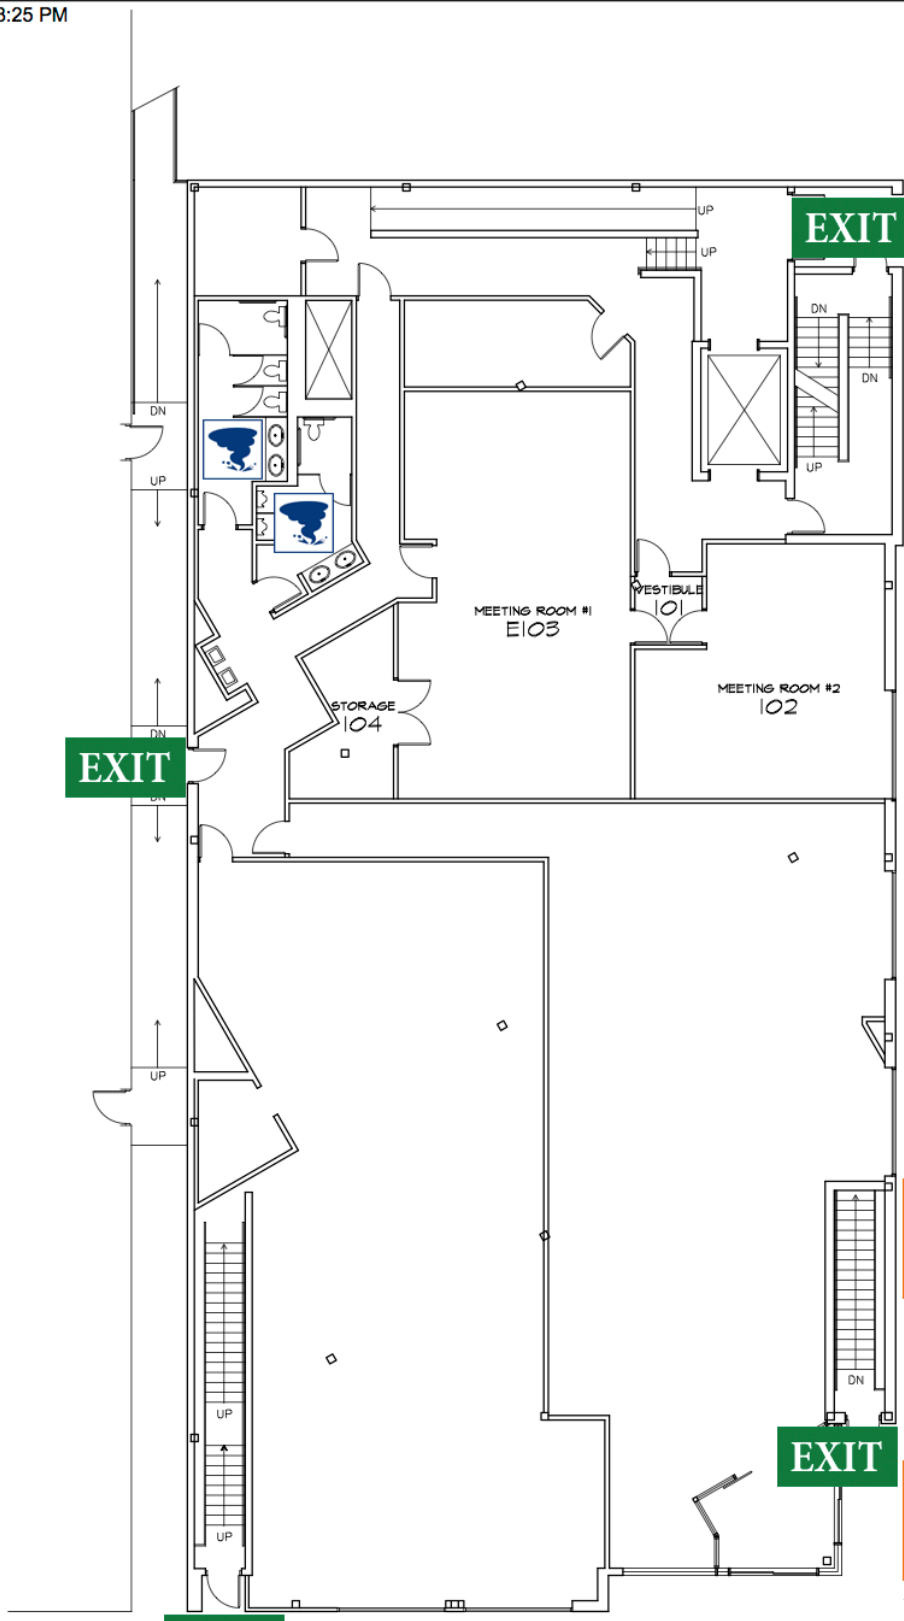 3:25 PM
UP
EXIT
UP
DN
DN
DN
UP
UP
VESTIBULE
101
MEETING ROOM #1
E103
MEETING ROOM #2
102
STORAGE
104
DN
EXIT
DN
UP
DN
UP
EXIT
UP